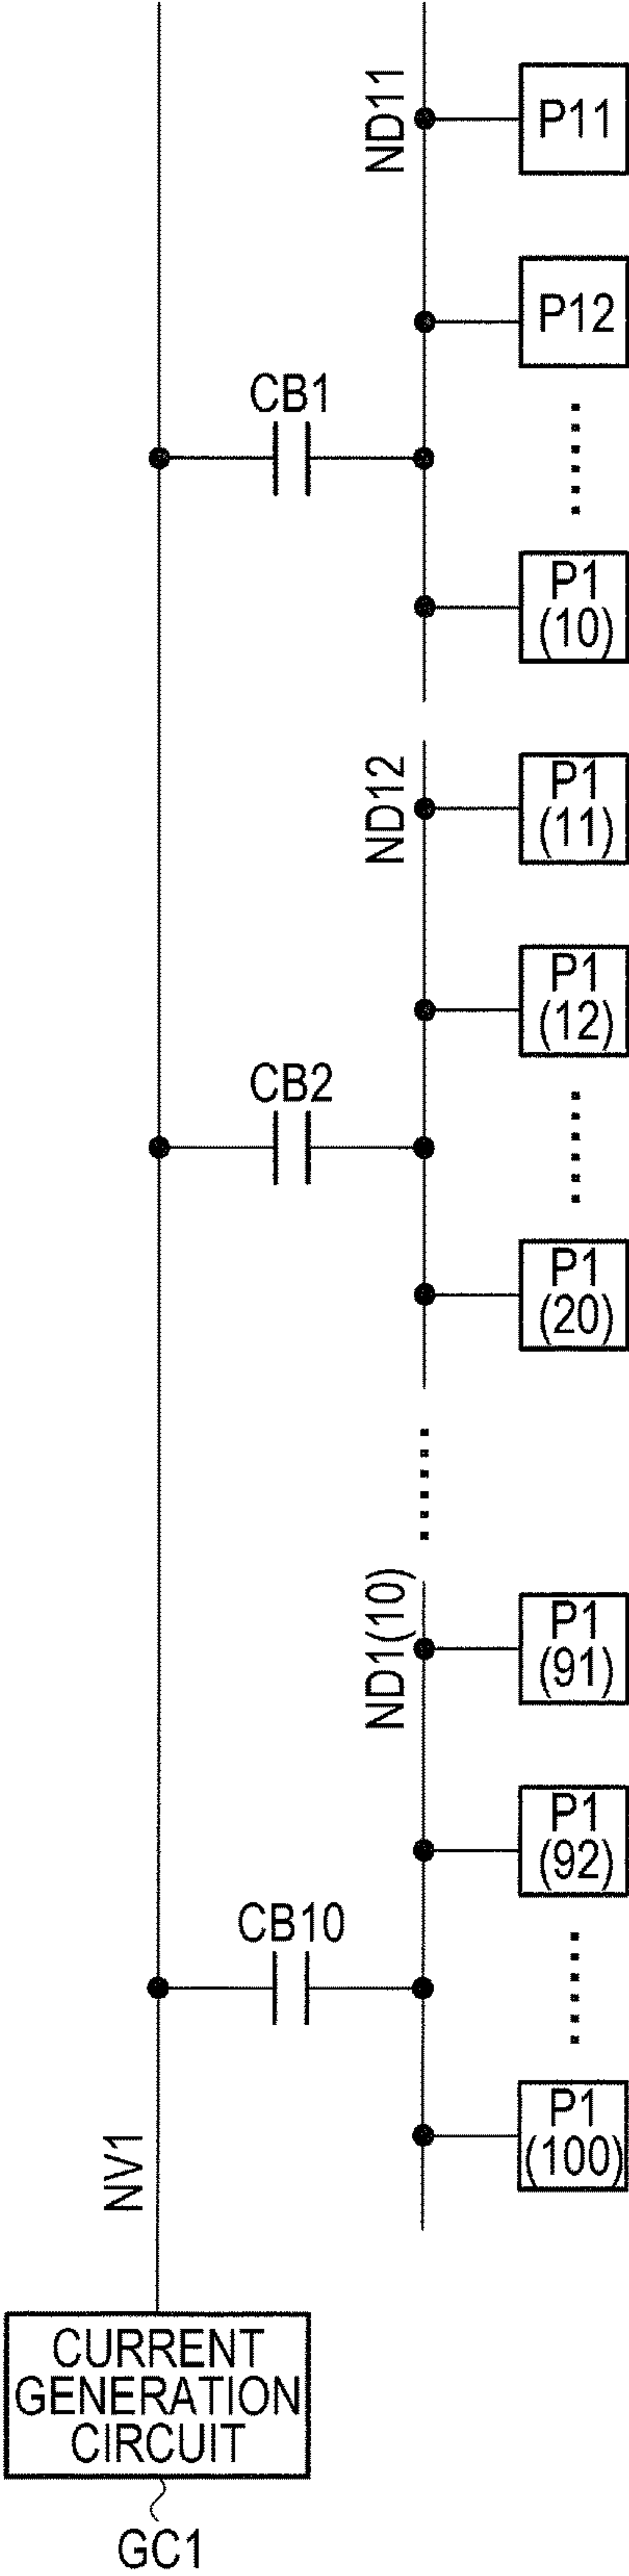 ND11
P11
P12
CB1
P1
(10)
ND12
P1
(11)
P1
(12)
CB2
P1
(20)
ND1(10)
P1
(91)
P1
(92)
CB10
P1
(100)
NV1
CURRENT
GENERATION
CIRCUIT
GC1